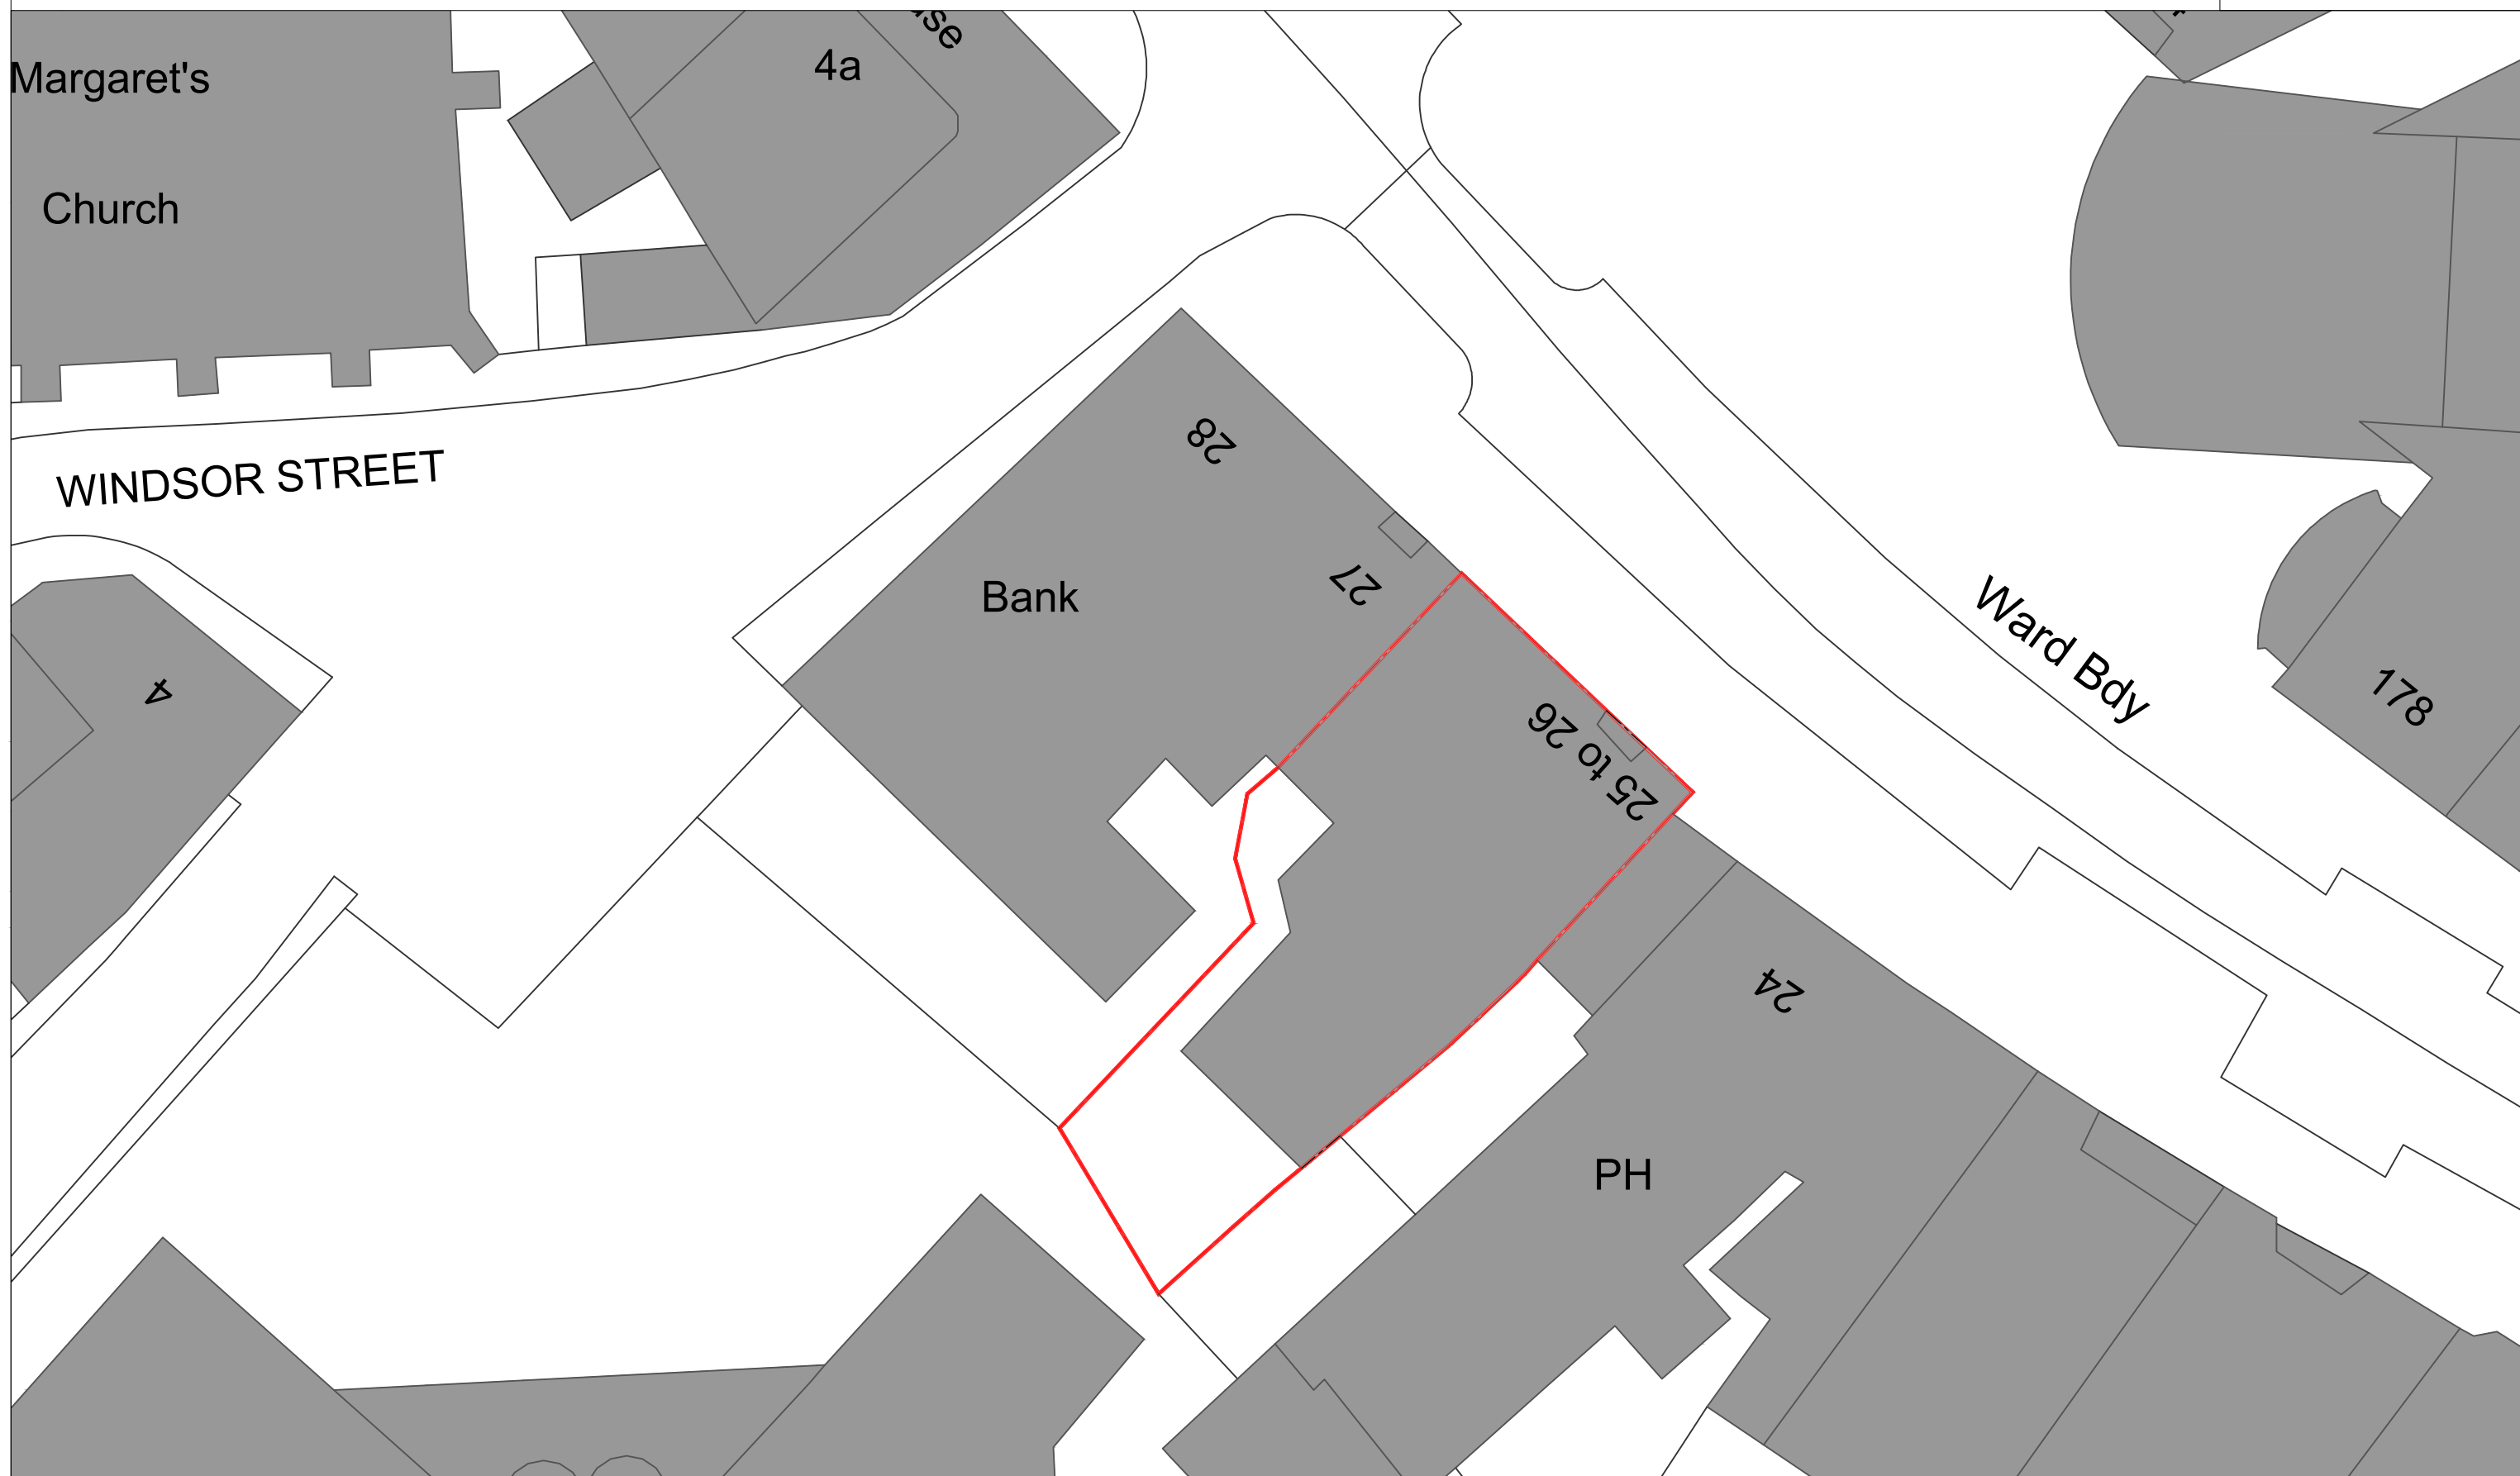 Margaret's
Church
4a
WINDSOR STREET
28
27
Bank
4
25 to 26
Ward Bdy
178
24
PH